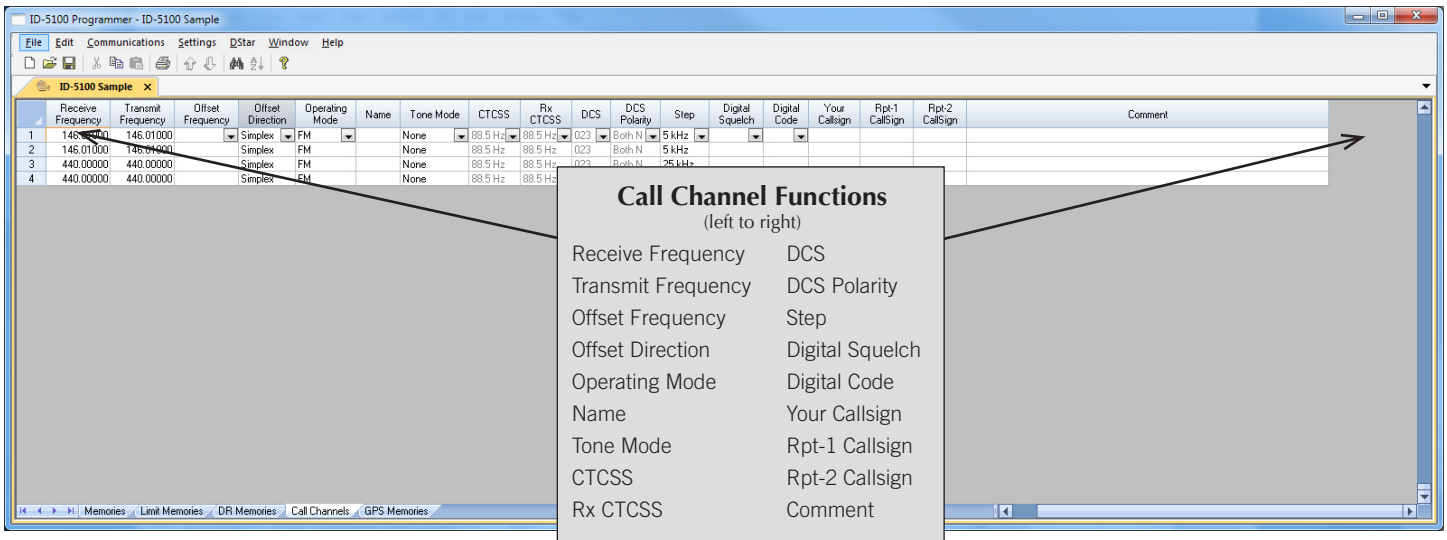 ID-5100 Programmer - ID-5100 Sample
File Edit Communications Settings DStar Window Help
ID-5100 Sample X
Receive Frequency Transmit Frequency Offset Frequency Offset Direction Operating Mode Name Tone Mode CTCSS Rx CTCSS DCS DCS Polarity Step Digital Squelch Digital Code Your Callsign Rpt-1 CallSign Rpt-2 CallSign Comment
1 146.01000 146.01000 Simplex FM None 88.5 Hz 88.5 Hz 023 Both N 5 kHz
2 146.01000 146.01000 Simplex FM None 88.5 Hz 88.5 Hz 023 Both N 5 kHz
3 440.00000 440.00000 Simplex FM None 88.5 Hz 88.5 Hz 023 Both N 25 kHz
4 440.00000 440.00000 Simplex FM None 88.5 Hz 88.5 Hz
Call Channel Functions
(left to right)
Receive Frequency DCS
Transmit Frequency DCS Polarity
Offset Frequency Step
Offset Direction Digital Squelch
Operating Mode Digital Code
Name Your Callsign
Tone Mode Rpt-1 Callsign
CTCSS Rpt-2 Callsign
Rx CTCSS Comment
Memories Limit Memories DR Memories Call Channels GPS Memories